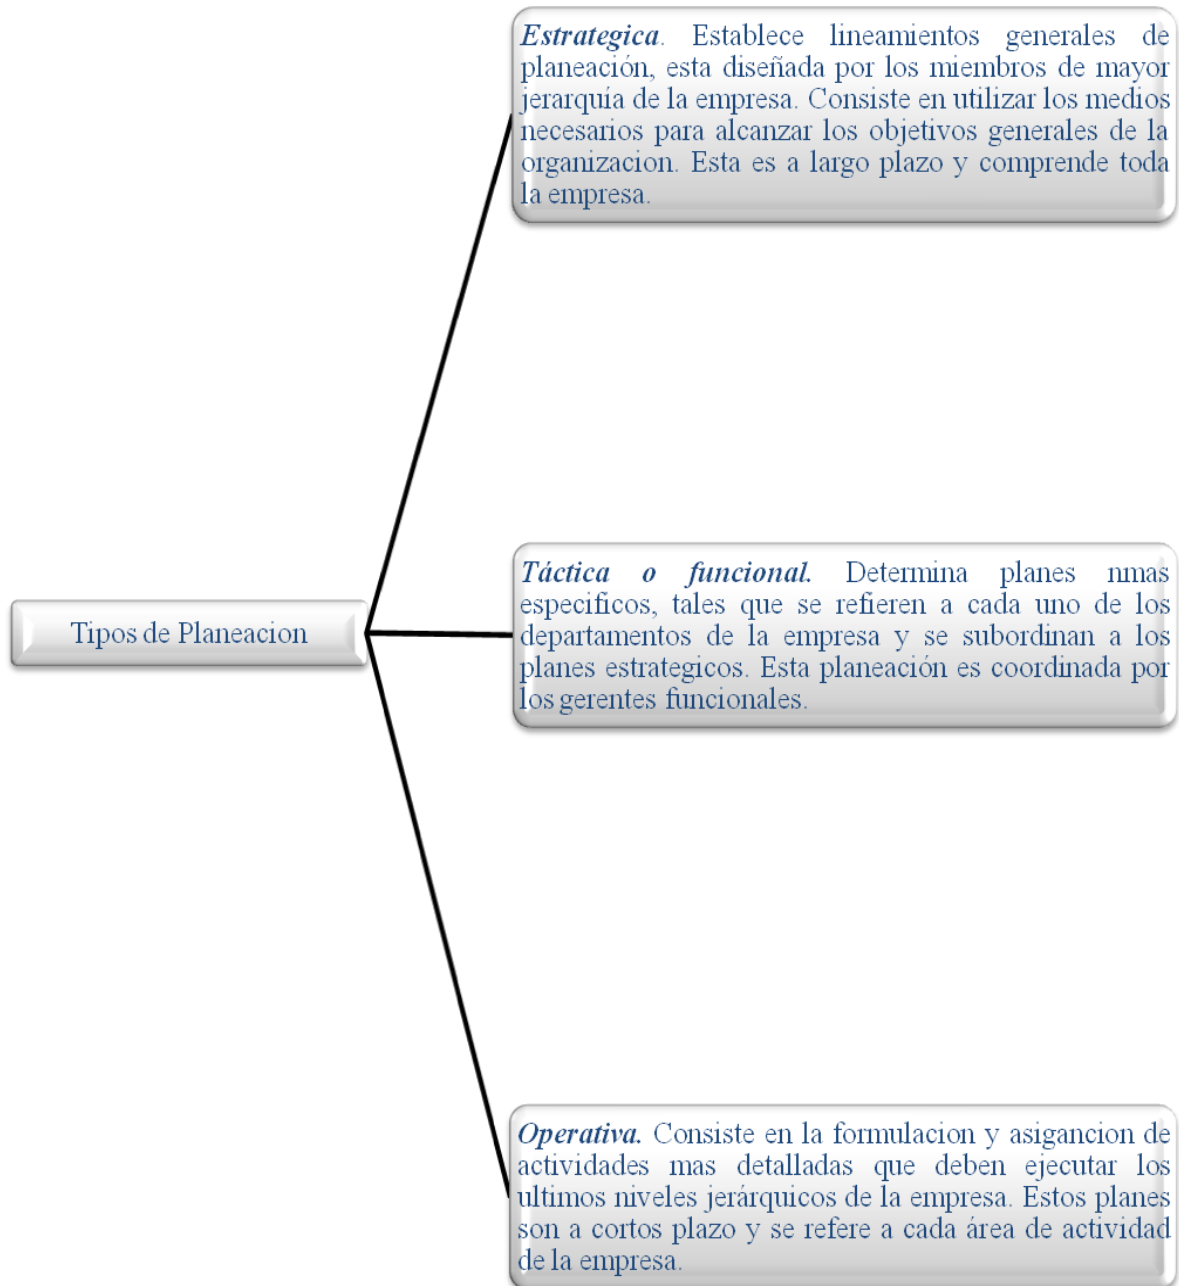 Estrategica. Establece lineamientos generales de
planeación, esta diseñada por los miembros de mayor
jerarquía de la empresa. Consiste en utilizar los medios
necesarios para alcanzar los objetivos generales de la
organizacion. Esta es a largo plazo y comprende toda
la empresa.
Tipos de Planeacion
Táctica o funcional. Determina planes nmas
especificos, tales que se refieren a cada uno de los
departamentos de la empresa y se subordinan a los
planes estrategicos. Esta planeación es coordinada por
los gerentes funcionales.
Operativa. Consiste en la formulacion y asigancion de
actividades mas detalladas que deben ejecutar los
ultimos niveles jerárquicos de la empresa. Estos planes
son a cortos plazo y se refere a cada área de actividad
de la empresa.